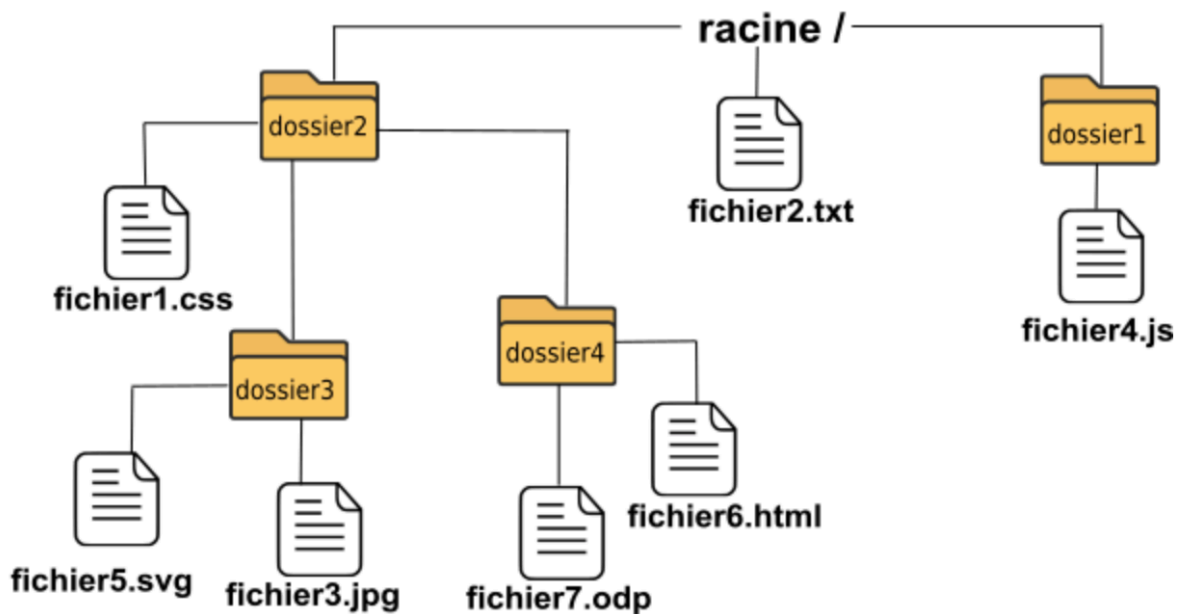 racine /
dossier2
dossier1
fichier2.txt
fichier1.css
fichier4.js
dossier4
dossier3
fichier6.html
fichier5.svg
fichier3.jpg
fichier7.odp